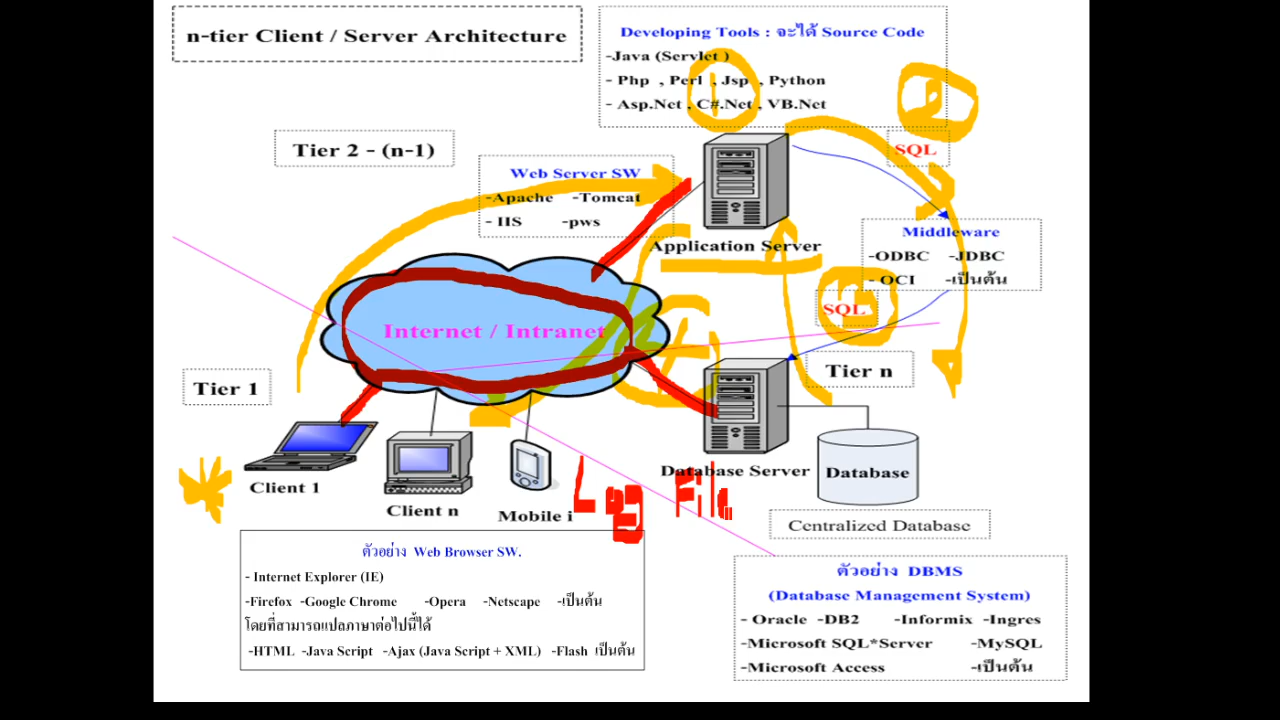 n-tier Client / Server Architecture
Developing Tools : จะได้ Source Code
-Java (Servlet )
- Php , Perl , Jsp , Python
- Asp.Net , C#.Net , VB.Net
1
2
Tier 2 - (n-1)
SQL
Web Server SW
-Apache -Tomcat
- IIS -pws
Application Server
Middleware
-ODBC -JDBC
- OCI -เป็นต้น
SQL
Internet / Intranet
Tier 1
Tier n
Client 1
Client n
Mobile i
Log File
Database Server
Database
Centralized Database
ตัวอย่าง Web Browser SW.
- Internet Explorer (IE)
-Firefox -Google Chrome -Opera -Netscape -เป็นต้น
โดยที่สามารถแปลภาษาต่อไปนี้ได้
-HTML -Java Script -Ajax (Java Script + XML) -Flash เป็นต้น
ตัวอย่าง DBMS
(Database Management System)
- Oracle -DB2 -Informix -Ingres
-Microsoft SQL*Server -MySQL
-Microsoft Access -เป็นต้น